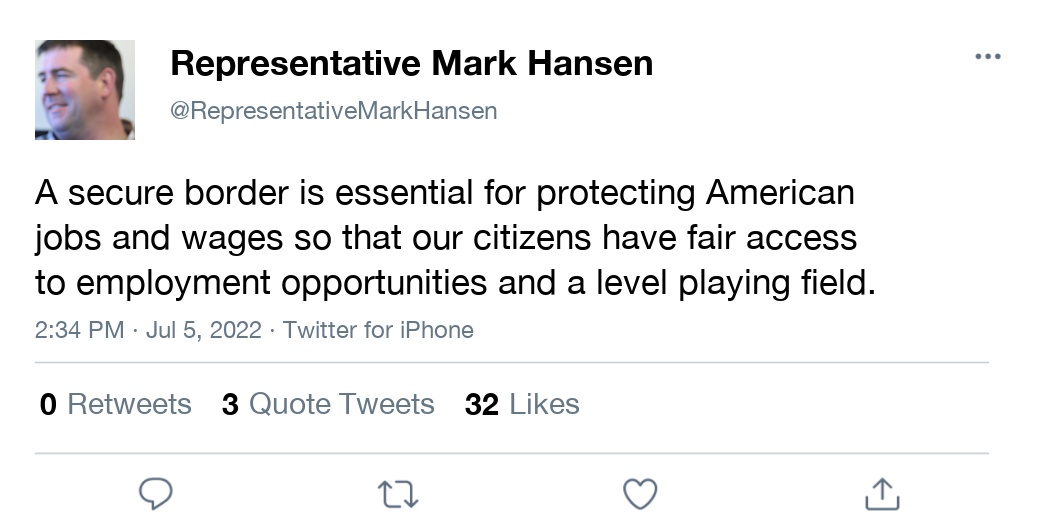 Representative Mark Hansen
@RepresentativeMarkHansen
A secure border is essential for protecting American
jobs and wages so that our citizens have fair access
to employment opportunities and a level playing field.
2:34 PM · Jul 5, 2022 · Twitter for iPhone
0 Retweets 3 Quote Tweets 32 Likes